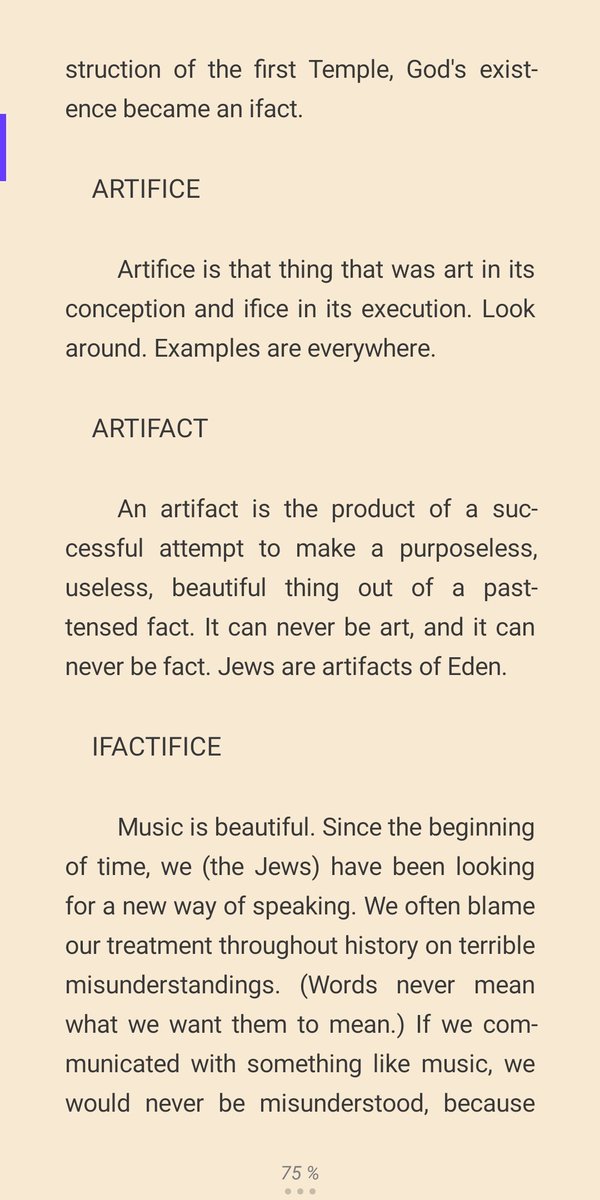 struction of the first Temple, God's exist-
ence became an ifact.
ARTIFICE
Artifice is that thing that was art in its
conception and ifice in its execution. Look
around. Examples are everywhere.
ARTIFACT
An artifact is the product of a suc-
cessful attempt to make a purposeless,
useless, beautiful thing out of a past-
tensed fact. It can never be art, and it can
never be fact. Jews are artifacts of Eden.
IFACTIFICE
Music is beautiful. Since the beginning
of time, we (the Jews) have been looking
for a new way of speaking. We often blame
our treatment throughout history on terrible
misunderstandings. (Words never mean
what we want them to mean.) If we com-
municated with something like music, we
would never be misunderstood, because
75 %